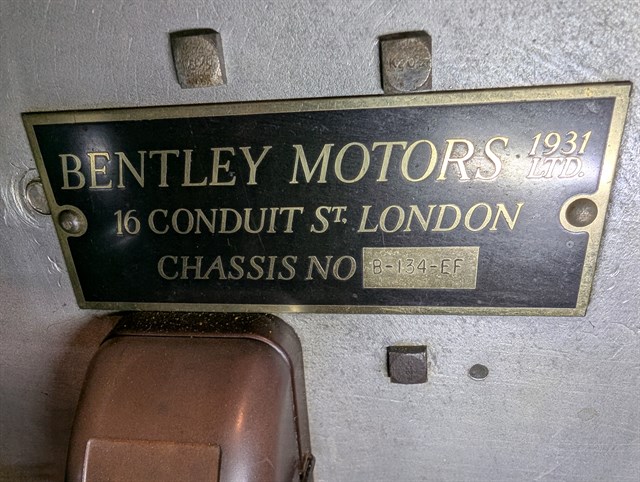 BENTLEY MOTORS 1931 LTD.
16 CONDUIT ST. LONDON
CHASSIS NO B-134-EF